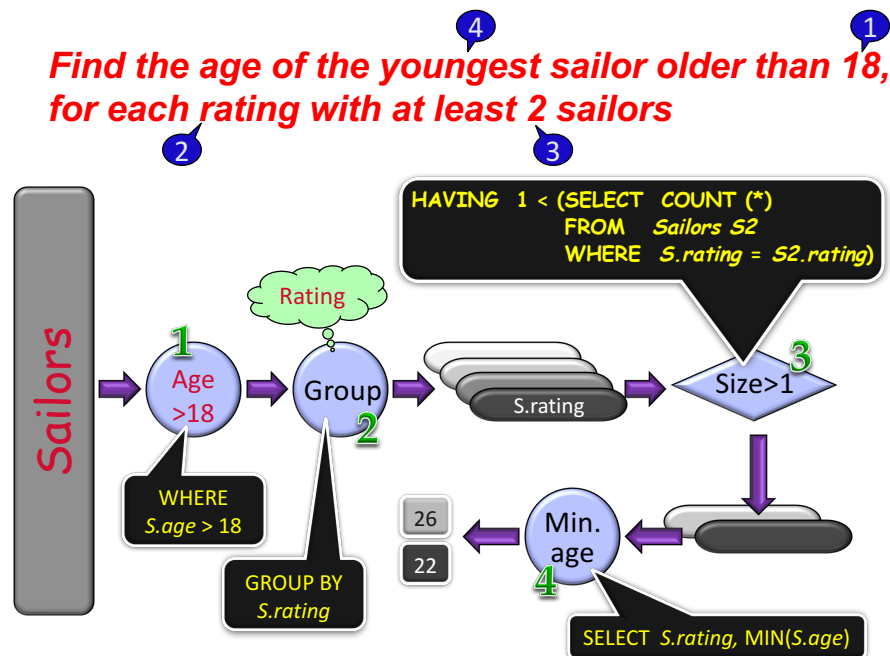 4
1
Find the age of the youngest sailor older than 18,
for each rating with at least 2 sailors
2
3
HAVING 1 < (SELECT COUNT (*)
FROM Sailors S2
WHERE S.rating = S2.rating)
Rating
Sailors
1
Age
>18
Group
2
S.rating
3
Size>1
WHERE
S.age > 18
GROUP BY
S.rating
26
22
Min.
age
4
SELECT S.rating, MIN(S.age)